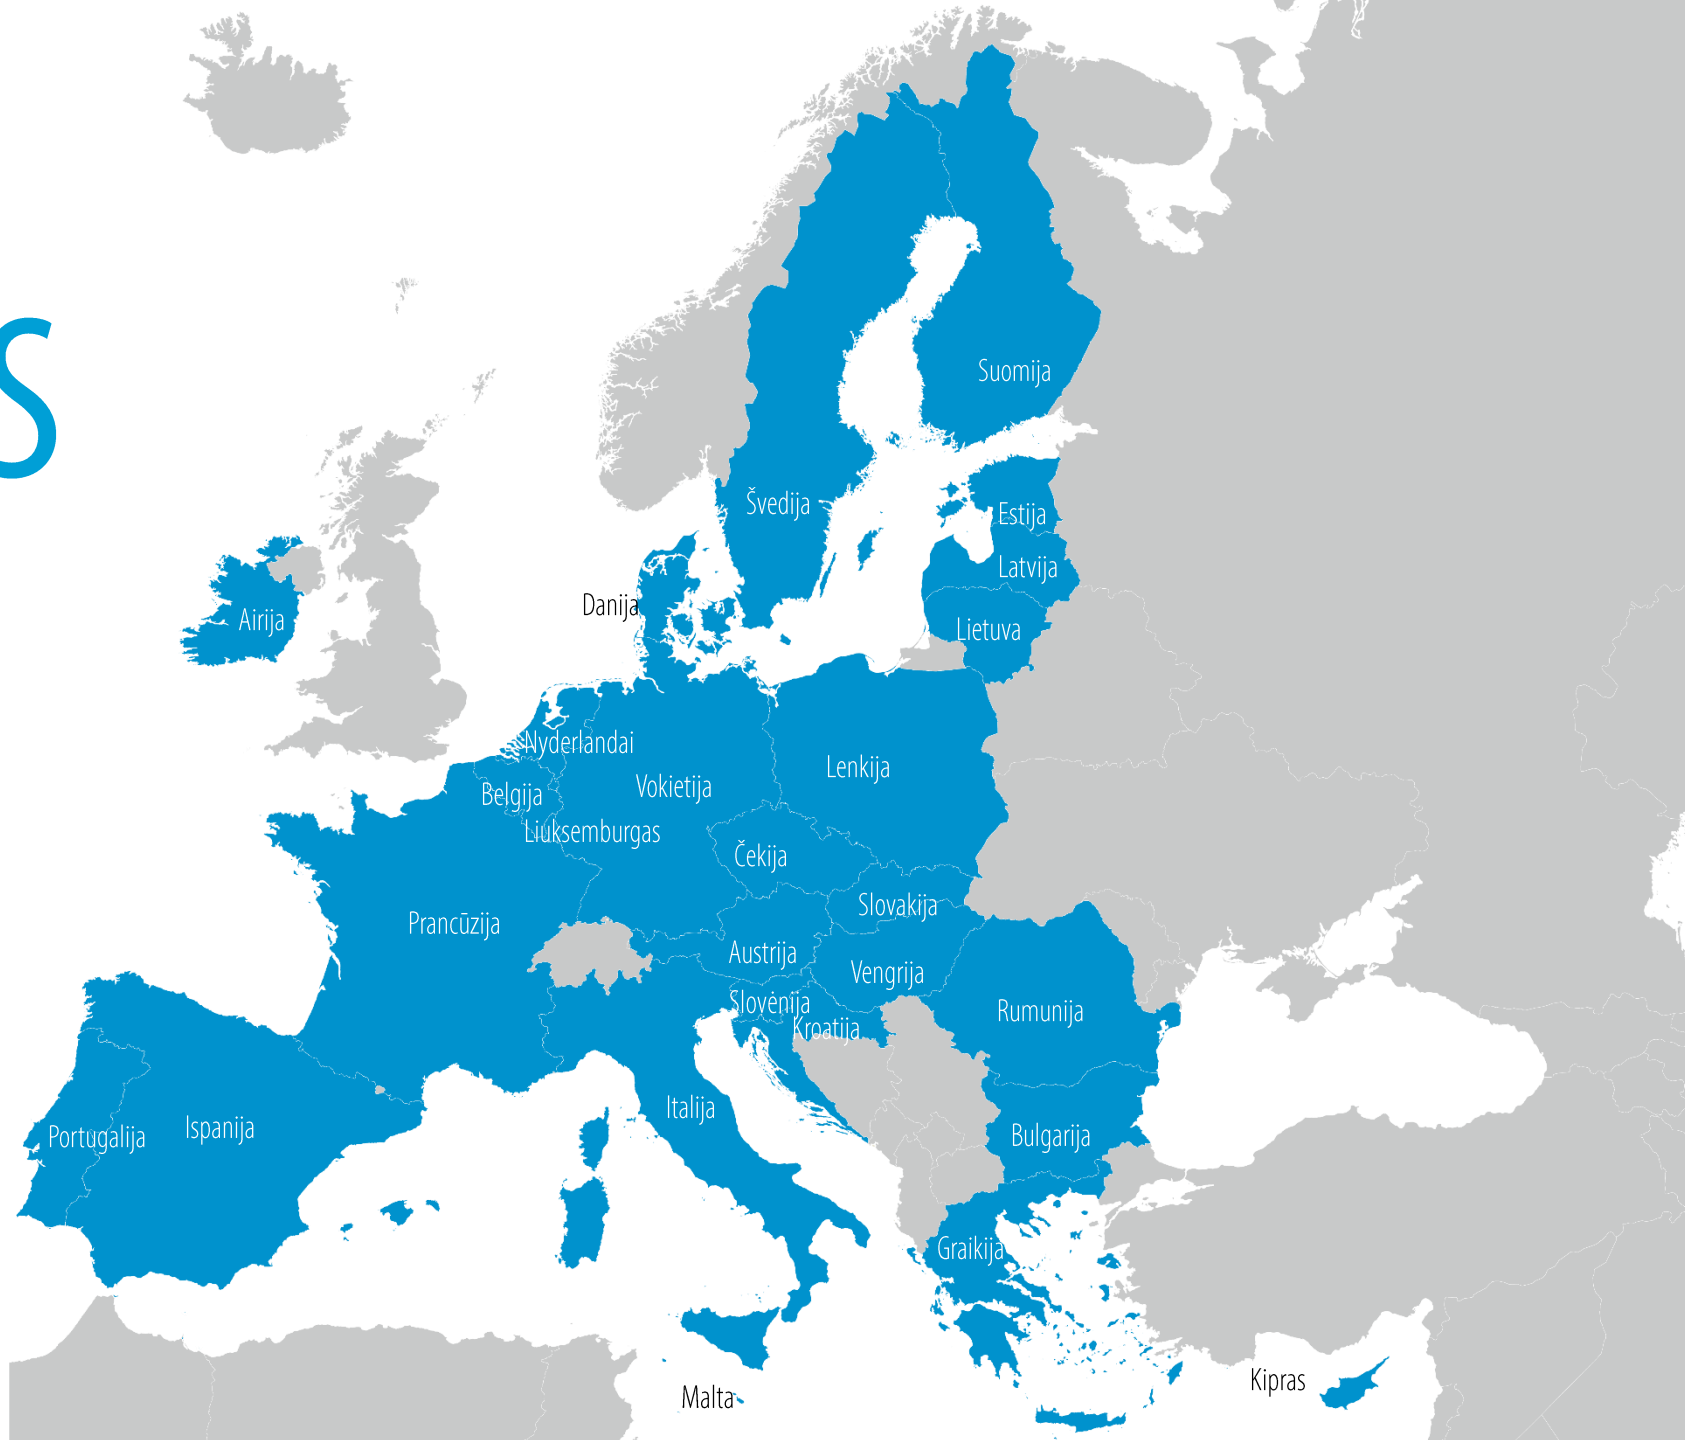 S
Suomija
Švedija
Estija
Latvija
Danija
Airija
Lietuva
Nyderlandai
Lenkija
Vokietija
Belgija
Liuksemburgas
Čekija
Slovakija
Prancūzija
Austrija
Vengrija
Slovėnija
Rumunija
Kroatija
Italija
Ispanija
Portugalija
Bulgarija
Graikija
Kipras
Malta